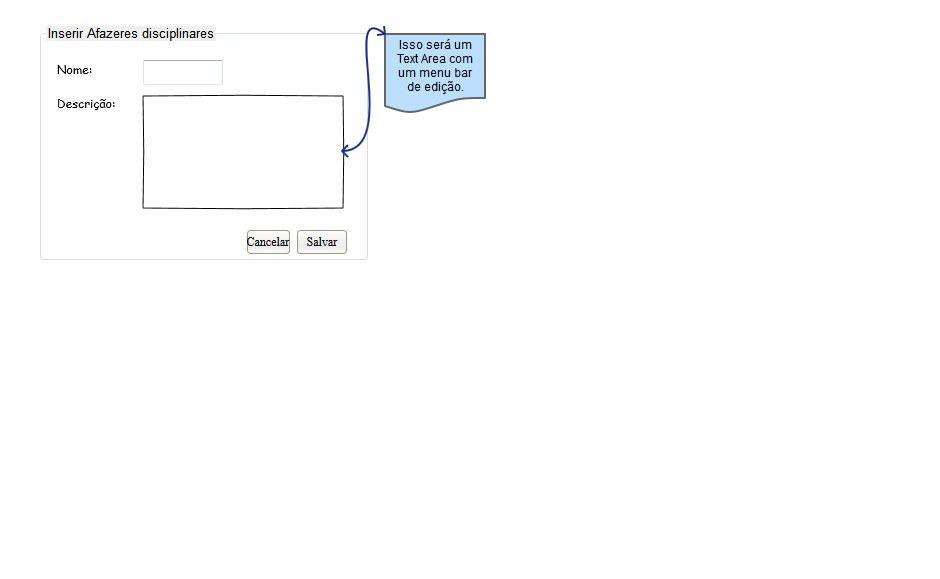 Inserir Afazeres disciplinares
Isso será um
Text Area com
um menu bar
de edição.
Nome:
Descrição:
Cancelar
Salvar